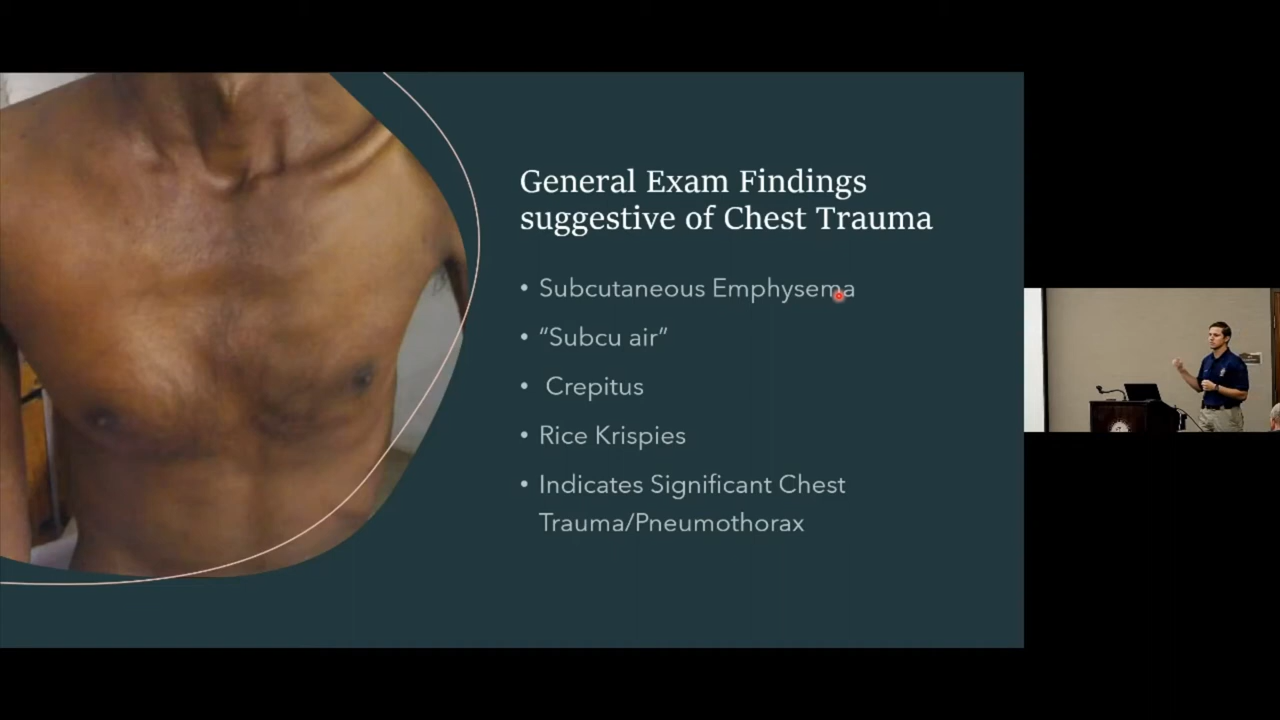 General Exam Findings
suggestive of Chest Trauma
• Subcutaneous Emphysema
• “Subcu air”
• Crepitus
• Rice Krispies
• Indicates Significant Chest
Trauma/Pneumothorax